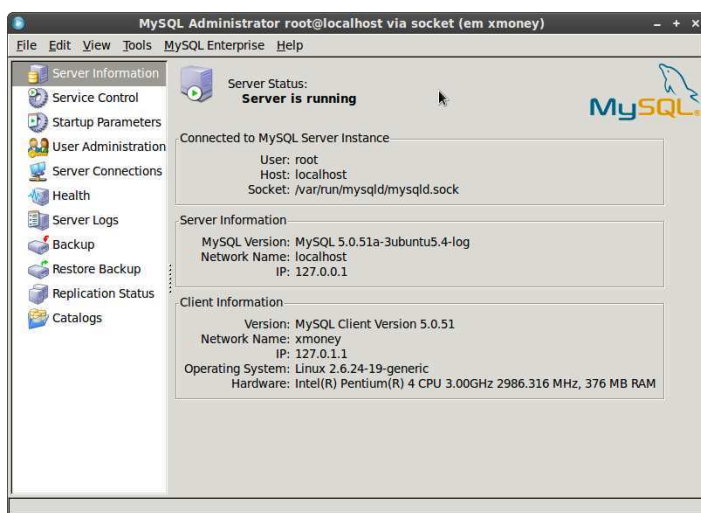 MySQL Administrator root@localhost via socket (em xmoney)
File Edit View Tools MySQL Enterprise Help
Server Information
Service Control
Startup Parameters
User Administration
Server Connections
Health
Server Logs
Backup
Restore Backup
Replication Status
Catalogs
Server Status:
Server is running
MySQL
Connected to MySQL Server Instance
User: root
Host: localhost
Socket: /var/run/mysqld/mysqld.sock
Server Information
MySQL Version: MySQL 5.0.51a-3ubuntu5.4-log
Network Name: localhost
IP: 127.0.0.1
Client Information
Version: MySQL Client Version 5.0.51
Network Name: xmoney
IP: 127.0.1.1
Operating System: Linux 2.6.24-19-generic
Hardware: Intel(R) Pentium(R) 4 CPU 3.00GHz 2986.316 MHz, 376 MB RAM